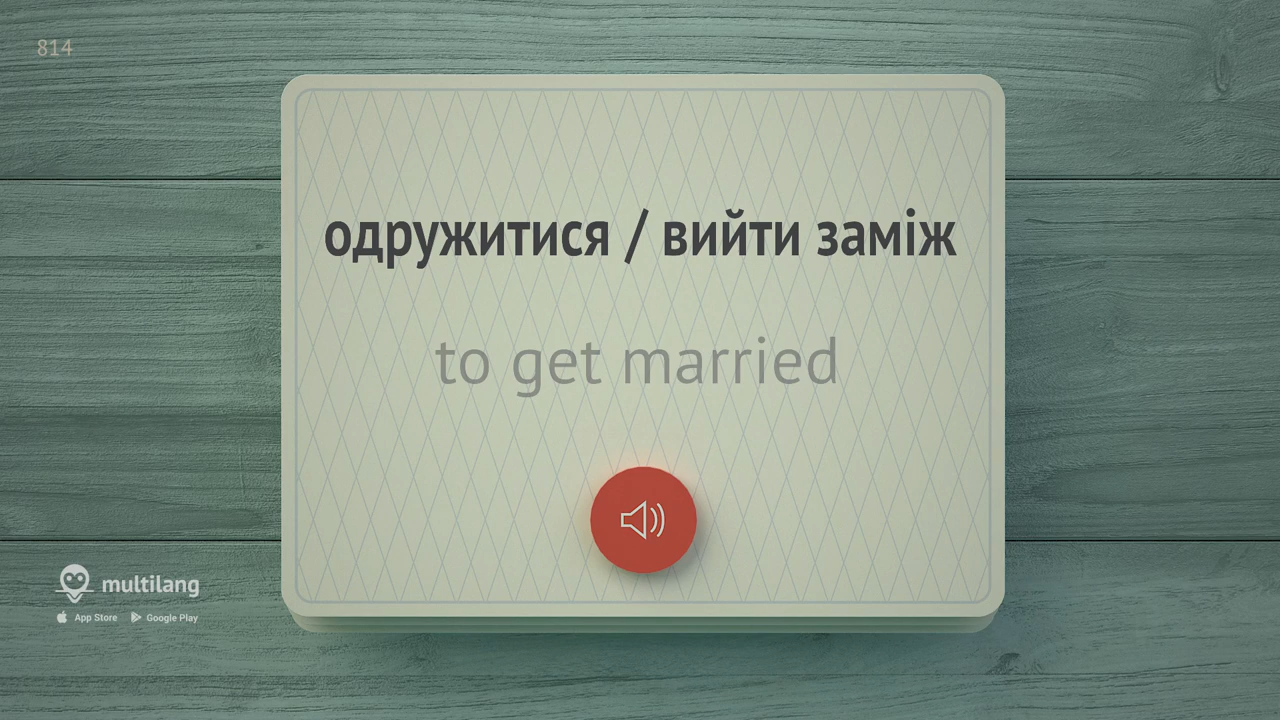 814
одружитися / вийти заміж
to get married
multilang
App Store Google Play